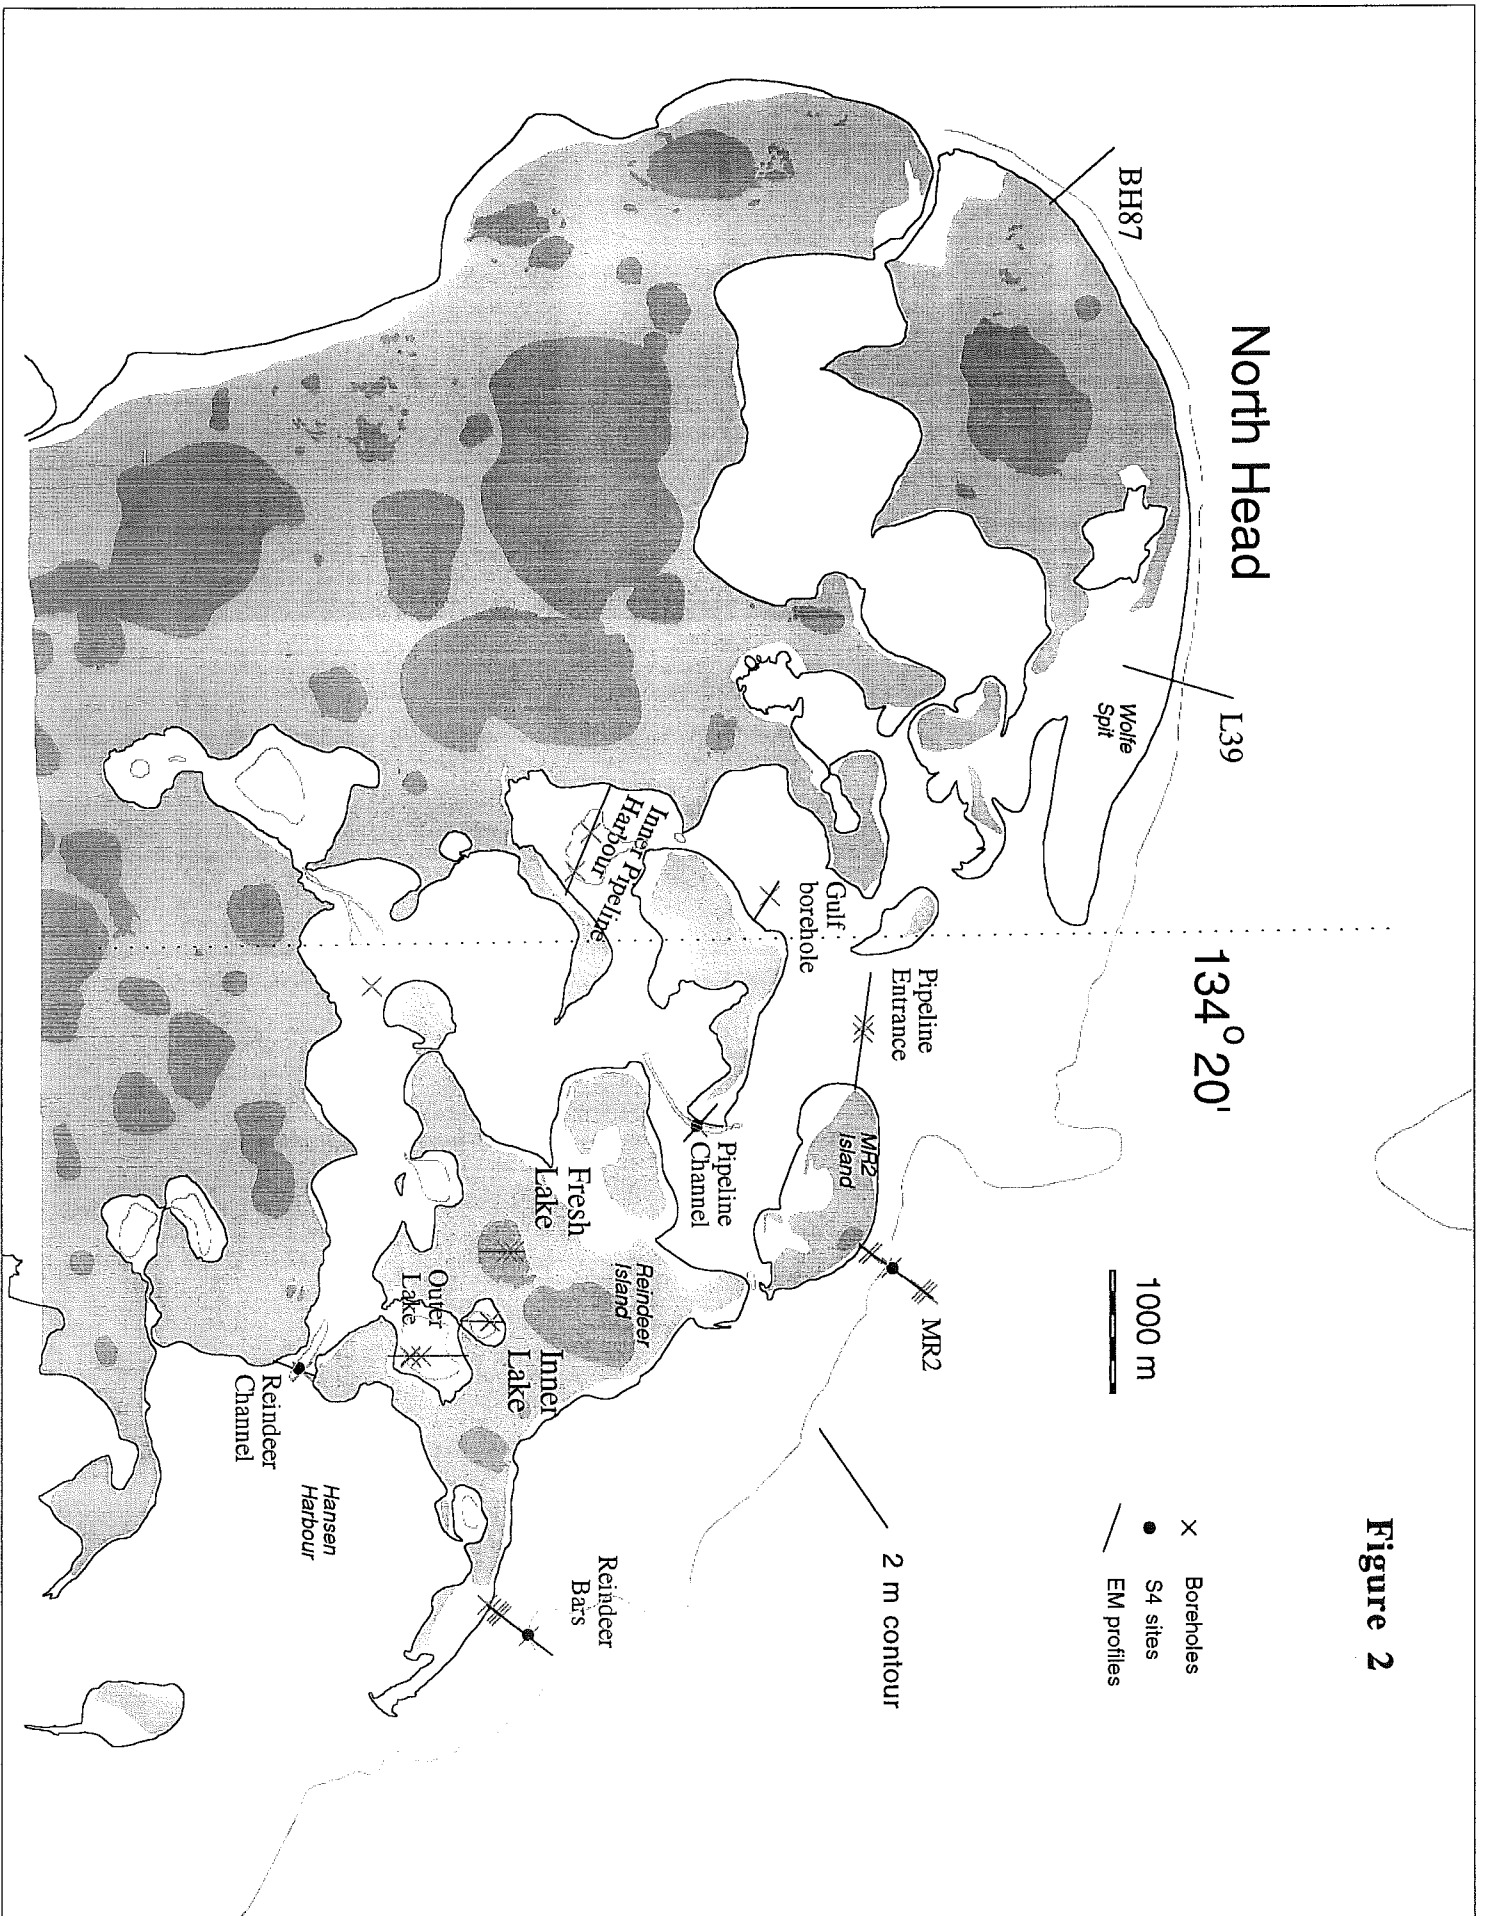 Figure 2
North Head
134° 20'
1000 m
× Boreholes
● S4 sites
EM profiles
BH87
L39
Wolfe
Spit
Gulf
borehole
Pipeline
Entrance
MR2
Island
MR2
2 m contour
Inner Pipeline
Harbour
Pipeline
Channel
Fresh
Lake
Reindeer
Island
Outer
Lake
Inner
Lake
Reindeer
Channel
Hansen
Harbour
Reindeer
Bars